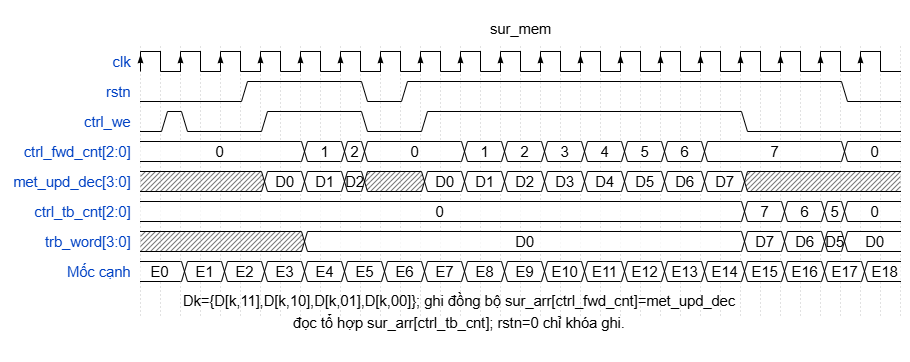 sur_mem
clk
rstn
ctrl_we
ctrl_fwd_cnt[2:0] 0 1 2 0 1 2 3 4 5 6 7 0
met_upd_dec[3:0] D0 D1 D2 D0 D1 D2 D3 D4 D5 D6 D7
ctrl_tb_cnt[2:0] 0 7 6 5 0
trb_word[3:0] D0 D7 D6 D5 D0
Mốc cạnh E0 E1 E2 E3 E4 E5 E6 E7 E8 E9 E10 E11 E12 E13 E14 E15 E16 E17 E18
Dk={D[k,11],D[k,10],D[k,01],D[k,00]}; ghi đồng bộ sur_arr[ctrl_fwd_cnt]=met_upd_dec
đọc tổ hợp sur_arr[ctrl_tb_cnt]; rstn=0 chỉ khóa ghi.